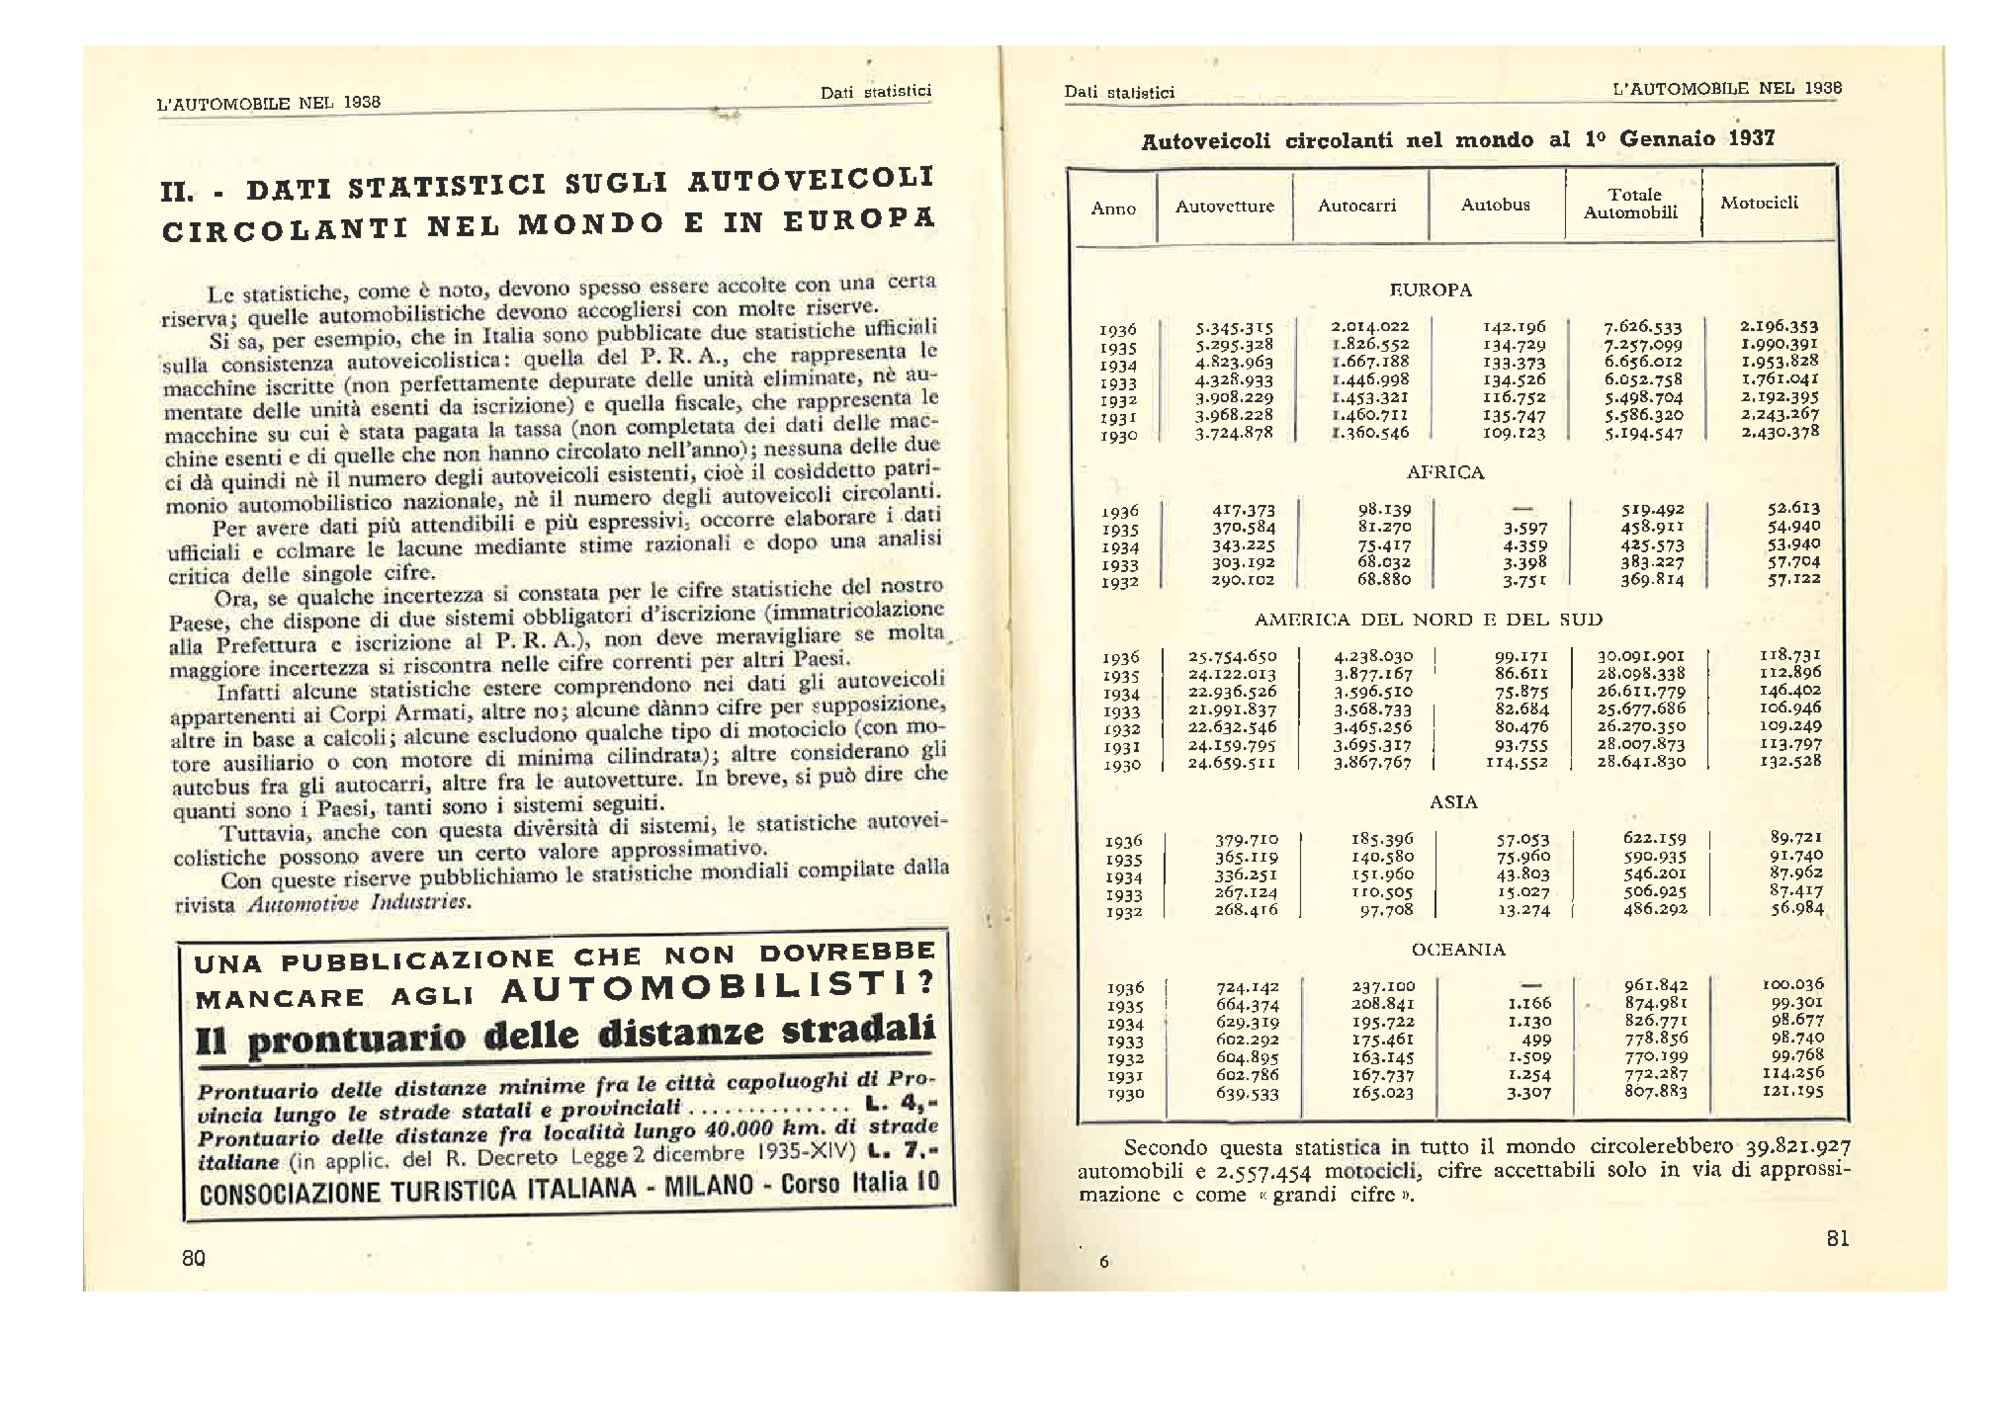 L'AUTOMOBILE NEL 1938 Dati statistici
II. - DATI STATISTICI SUGLI AUTOVEICOLI
CIRCOLANTI NEL MONDO E IN EUROPA
Le statistiche, come è noto, devono spesso essere accolte con una certa
riserva; quelle automobilistiche devono accogliersi con molte riserve.
Si sa, per esempio, che in Italia sono pubblicate due statistiche ufficiali
sulla consistenza autoveicolistica: quella del P. R. A., che rappresenta le
macchine iscritte (non perfettamente depurate delle unità eliminate, nè au-
mentate delle unità esenti da iscrizione) e quella fiscale, che rappresenta le
macchine su cui è stata pagata la tassa (non completata dei dati delle mac-
chine esenti e di quelle che non hanno circolato nell'anno); nessuna delle due
ci dà quindi nè il numero degli autoveicoli esistenti, cioè il cosiddetto patri-
monio automobilistico nazionale, nè il numero degli autoveicoli circolanti.
Per avere dati più attendibili e più espressivi, occorre elaborare i dati
ufficiali e colmare le lacune mediante stime razionali e dopo una analisi
critica delle singole cifre.
Ora, se qualche incertezza si constata per le cifre statistiche del nostro
Paese, che dispone di due sistemi obbligatori d'iscrizione (immatricolazione
alla Prefettura e iscrizione al P. R. A.), non deve meravigliare se molta
maggiore incertezza si riscontra nelle cifre correnti per altri Paesi.
Infatti alcune statistiche estere comprendono nei dati gli autoveicoli
appartenenti ai Corpi Armati, altre no; alcune dànno cifre per supposizione,
altre in base a calcoli; alcune escludono qualche tipo di motociclo (con mo-
tore ausiliario o con motore di minima cilindrata); altre considerano gli
autobus fra gli autocarri, altre fra le autovetture. In breve, si può dire che
quanti sono i Paesi, tanti sono i sistemi seguiti.
Tuttavia, anche con questa diversità di sistemi, le statistiche autovei-
colistiche possono avere un certo valore approssimativo.
Con queste riserve pubblichiamo le statistiche mondiali compilate dalla
rivista Automotive Industries.
UNA PUBBLICAZIONE CHE NON DOVREBBE
MANCARE AGLI AUTOMOBILISTI?
Il prontuario delle distanze stradali
Prontuario delle distanze minime fra le città capoluoghi di Pro-
vincia lungo le strade statali e provinciali .............. L. 4,-
Prontuario delle distanze fra località lungo 40.000 km. di strade
italiane (in applic. del R. Decreto Legge 2 dicembre 1935-XIV) L. 7.-
CONSOCIAZIONE TURISTICA ITALIANA - MILANO - Corso Italia 10
80
Dati statistici L'AUTOMOBILE NEL 1938
Autoveicoli circolanti nel mondo al 1º Gennaio 1937
Anno Autovetture Autocarri Autobus Totale Automobili Motocicli
EUROPA
1936 5.345.315 2.014.022 142.196 7.626.533 2.196.353
1935 5.295.328 1.826.552 134.729 7.257.099 1.990.391
1934 4.823.963 1.667.188 133.373 6.656.012 1.953.828
1933 4.328.933 1.446.998 134.526 6.052.758 1.761.041
1932 3.908.229 1.453.321 116.752 5.498.704 2.192.395
1931 3.968.228 1.460.711 135.747 5.586.320 2.243.267
1930 3.724.878 1.360.546 109.123 5.194.547 2.430.378
AFRICA
1936 417.373 98.139 — 519.492 52.613
1935 370.584 81.270 3.597 458.911 54.940
1934 343.225 75.417 4.359 425.573 53.940
1933 303.192 68.032 3.398 383.227 57.704
1932 290.102 68.880 3.751 369.814 57.122
AMERICA DEL NORD E DEL SUD
1936 25.754.650 4.238.030 99.171 30.091.901 118.731
1935 24.122.013 3.877.167 86.611 28.098.338 112.896
1934 22.936.526 3.596.510 75.875 26.611.779 146.402
1933 21.991.837 3.568.733 82.684 25.677.686 106.946
1932 22.632.546 3.465.256 80.476 26.270.350 109.249
1931 24.159.795 3.695.317 93.755 28.007.873 113.797
1930 24.659.511 3.867.767 114.552 28.641.830 132.528
ASIA
1936 379.710 185.396 57.053 622.159 89.721
1935 365.119 140.580 75.960 590.935 91.740
1934 336.251 151.960 43.803 546.201 87.962
1933 267.124 110.505 15.027 506.925 87.417
1932 268.416 97.708 13.274 486.292 56.984
OCEANIA
1936 724.142 237.100 — 961.842 100.036
1935 664.374 208.841 1.166 874.981 99.301
1934 629.319 195.722 1.130 826.771 98.677
1933 602.292 175.461 499 778.856 98.740
1932 604.895 163.145 1.509 770.199 99.768
1931 602.786 167.737 1.254 772.287 114.256
1930 639.533 165.023 3.307 807.883 121.195
Secondo questa statistica in tutto il mondo circolerebbero 39.821.927
automobili e 2.557.454 motocicli, cifre accettabili solo in via di approssi-
mazione e come « grandi cifre ».
81
6